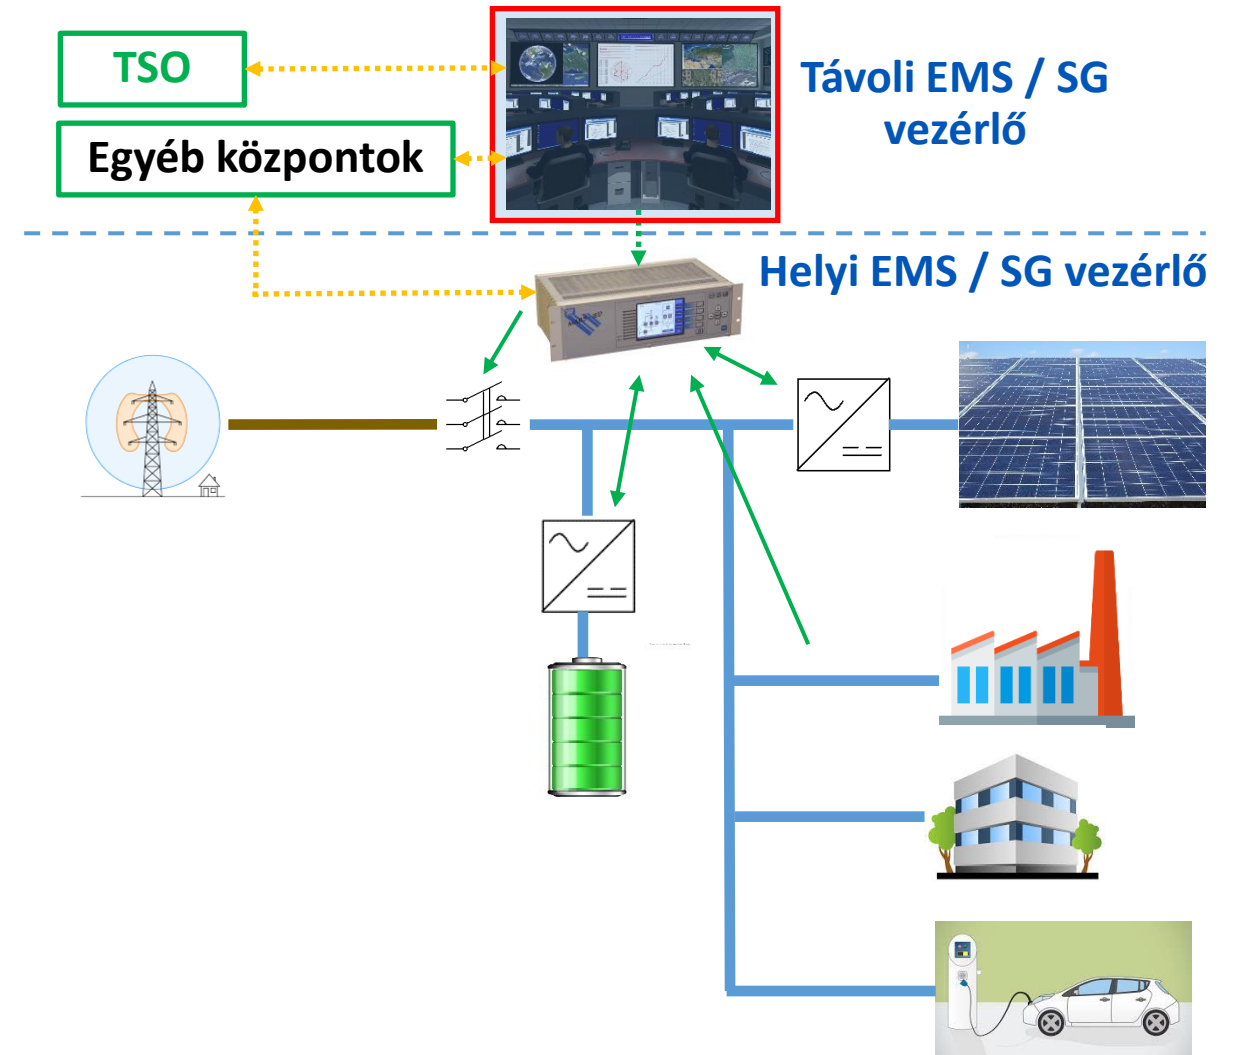 TSO
Távoli EMS / SG
vezérlő
Egyéb központok
Helyi EMS / SG vezérlő